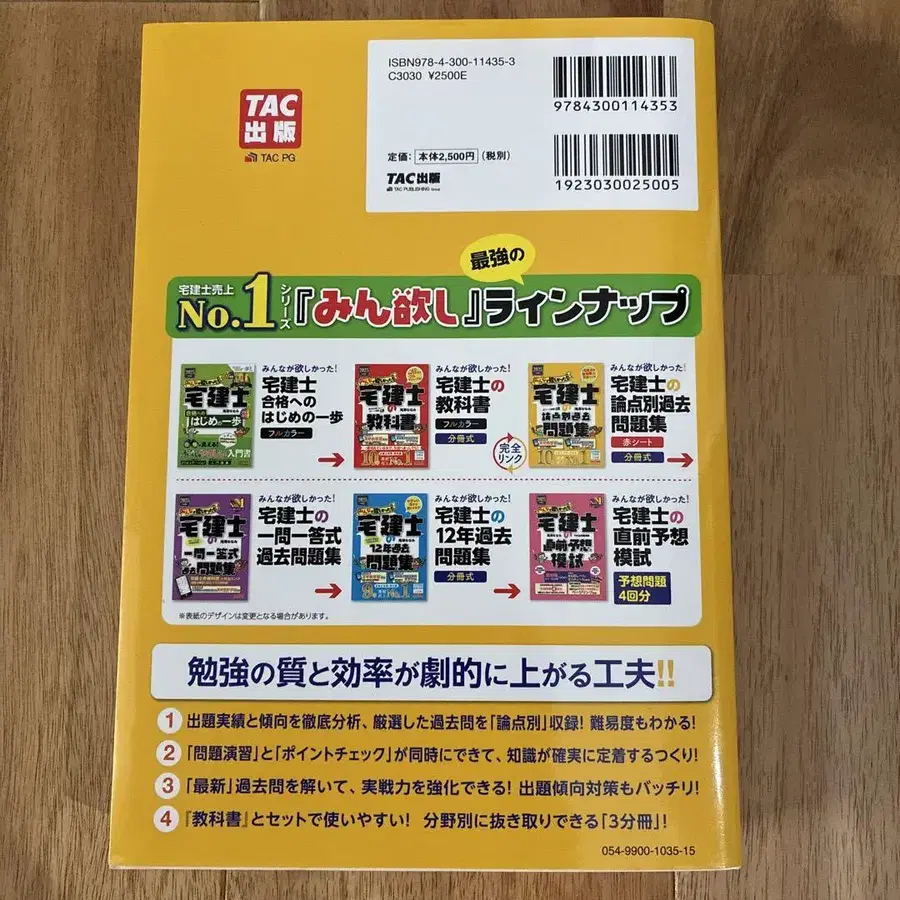 ISBN978-4-300-11435-3
C3030 ¥2500E
9784300114353
TAC
出版
TAC PG
定価: 本体2,500円 (税別)
TAC出版
TAC PUBLISHING Group
1923030025005
最強の
宅建士売上
No.1
シリーズ
『みん欲し』ラインナップ
みんなが欲しかった!
宅建士
合格への
はじめの一歩
フルカラー
みんなが欲しかった!
宅建士の
教科書
フルカラー
分冊式
完全
リンク
みんなが欲しかった!
宅建士の
論点別過去
問題集
赤シート
分冊式
みんなが欲しかった!
宅建士の
一問一答式
過去問題集
みんなが欲しかった!
宅建士の
12年過去
問題集
分冊式
みんなが欲しかった!
宅建士の
直前予想
模試
予想問題
4回分
※表紙のデザインは変更となる場合があります。
勉強の質と効率が劇的に上がる工夫!!
1 出題実績と傾向を徹底分析、厳選した過去問を「論点別」収録! 難易度もわかる!
2 「問題演習」と「ポイントチェック」が同時にできて、知識が確実に定着するつくり!
3 「最新」過去問を解いて、実戦力を強化できる! 出題傾向対策もバッチリ!
4 『教科書』とセットで使いやすい! 分野別に抜き取りできる「3分冊」!
054-9900-1035-15